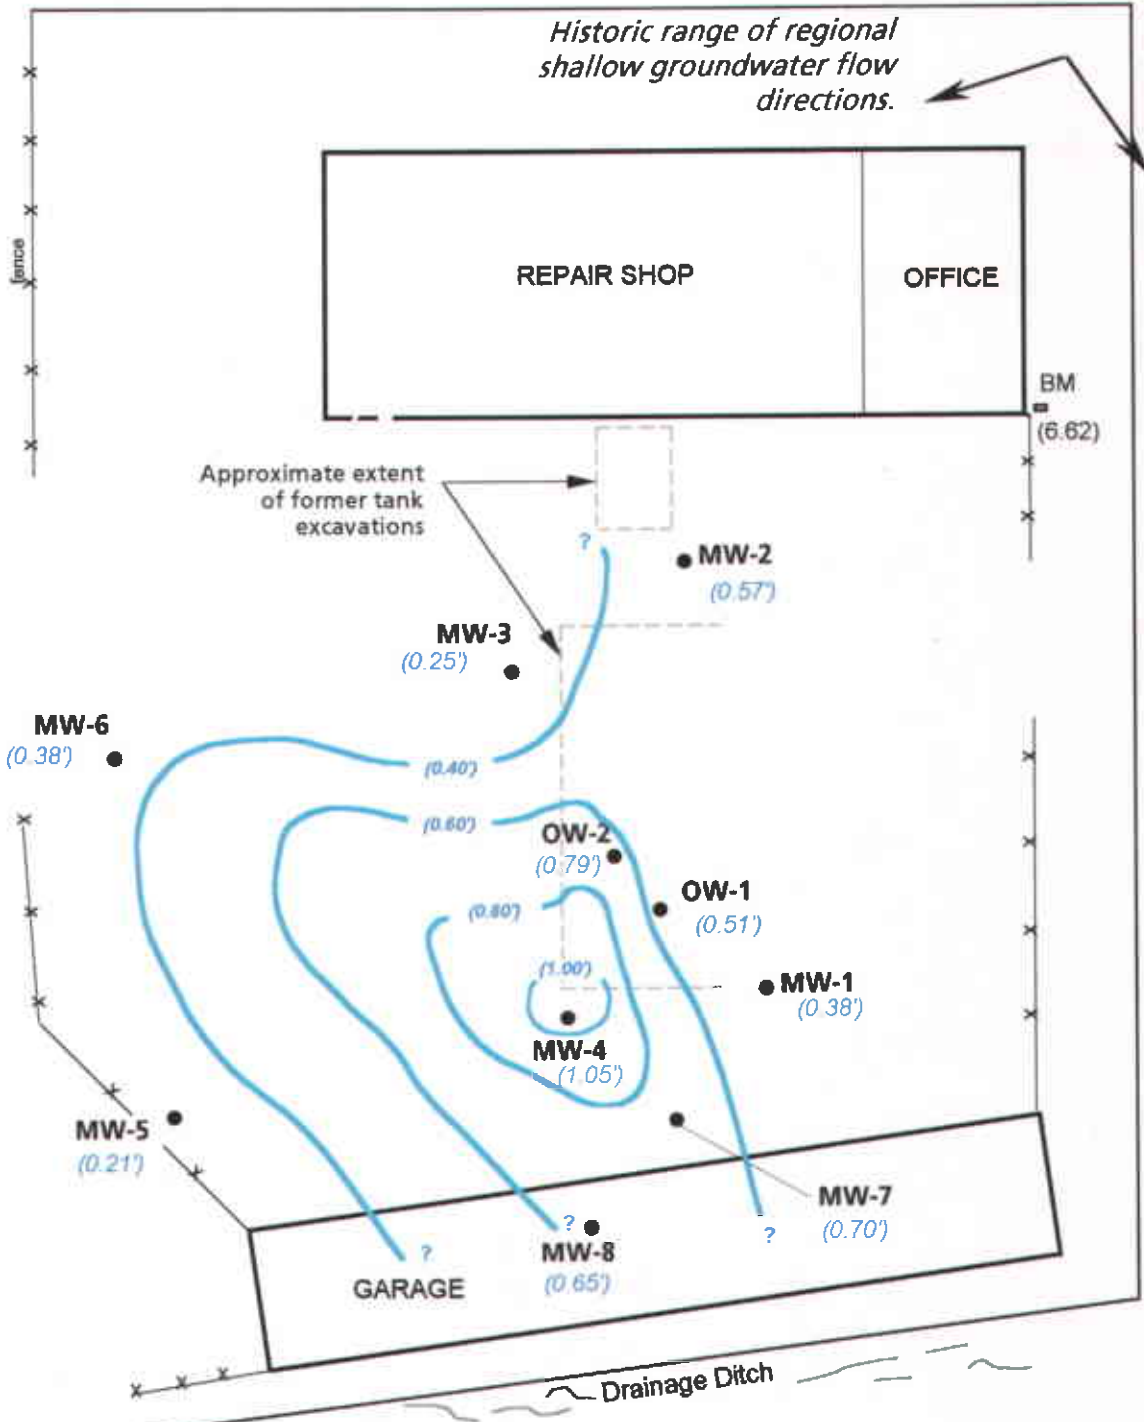 Historic range of regional
shallow groundwater flow
directions.
fence
REPAIR SHOP
OFFICE
BM
(6.62)
Approximate extent
of former tank
excavations
?
MW-2
(0.57')
MW-3
(0.25')
MW-6
(0.38')
(0.40')
(0.60')
OW-2
(0.79')
OW-1
(0.51')
(0.80')
(1.00')
MW-1
(0.38')
MW-4
(1.05')
MW-5
(0.21')
MW-7
(0.70')
?
?
?
MW-8
(0.65')
GARAGE
Drainage Ditch